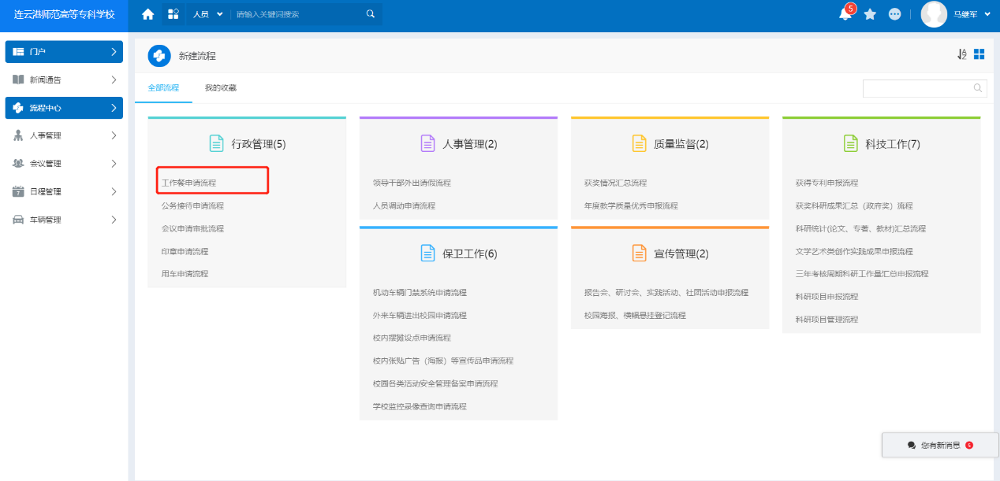 连云港师范高等专科学校
人员
请输入关键词搜索
5
马继军
门户
新闻通告
流程中心
人事管理
会议管理
7
日程管理
车辆管理
新建流程
全部流程
我的收藏
行政管理(5)
工作餐申请流程
公务接待申请流程
会议申请审批流程
印章申请流程
用车申请流程
人事管理(2)
领导干部外出请假流程
人员调动申请流程
保卫工作(6)
机动车辆门禁系统申请流程
外来车辆进出校园申请流程
校内摆摊设点申请流程
校内张贴广告（海报）等宣传品申请流程
校园各类活动安全管理备案申请流程
学校监控录像查询申请流程
质量监督(2)
获奖情况汇总流程
年度教学质量优秀申报流程
宣传管理(2)
报告会、研讨会、实践活动、社团活动申报流程
校园海报、横幅悬挂登记流程
科技工作(7)
获得专利申报流程
获奖科研成果汇总（政府奖）流程
科研统计(论文、专著、教材)汇总流程
文学艺术类创作实践成果申报流程
三年考核周期科研工作量汇总申报流程
科研项目申报流程
科研项目管理流程
您有新消息 5